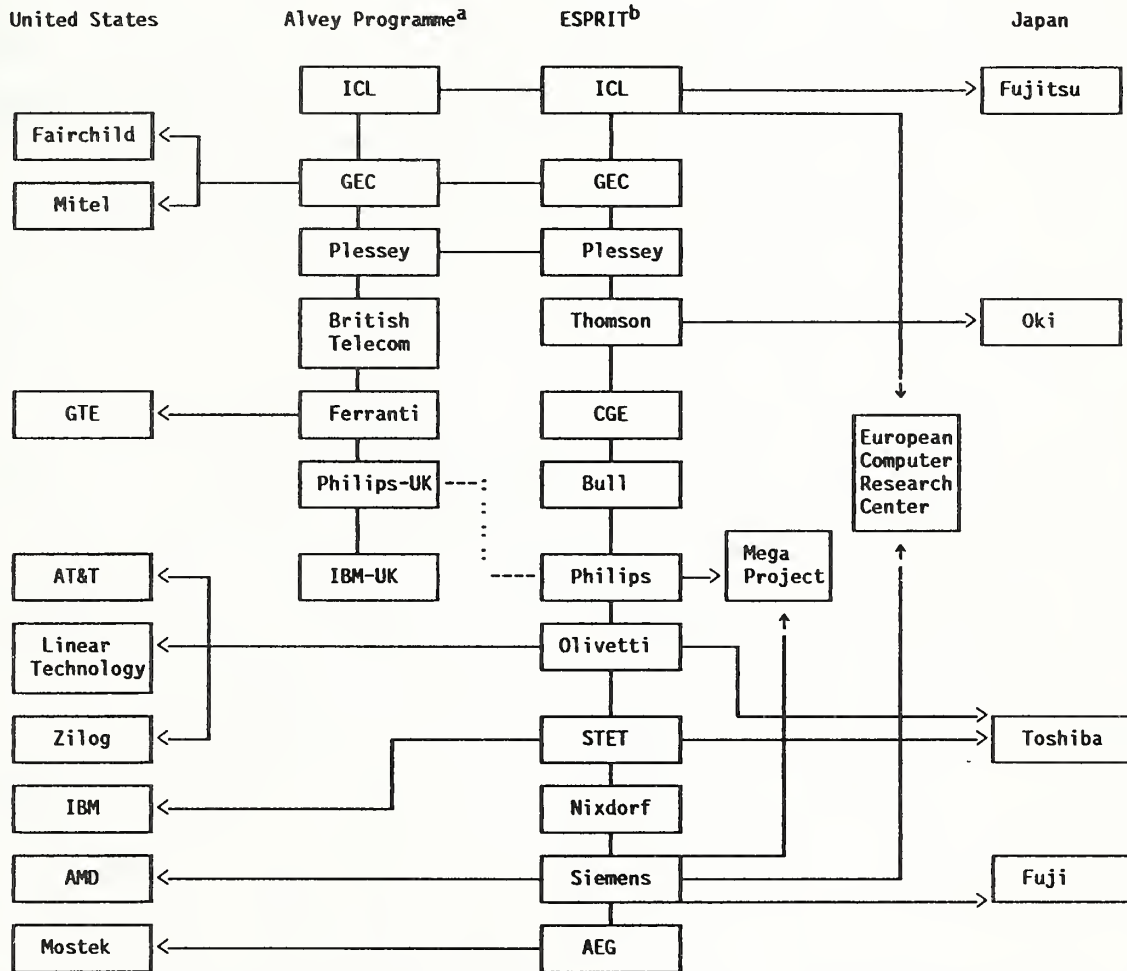 United States Alvey Programmeᵃ ESPRITᵇ Japan
ICL ICL Fujitsu
Fairchild
GEC GEC
Mitel
Plessey Plessey
British
Telecom
Thomson Oki
GTE Ferranti CGE
European
Computer
Research
Center
Philips-UK Bull
AT&T IBM-UK Philips
Mega
Project
Linear
Technology
Olivetti
Zilog STET Toshiba
IBM Nixdorf
AMD Siemens Fuji
Mostek AEG